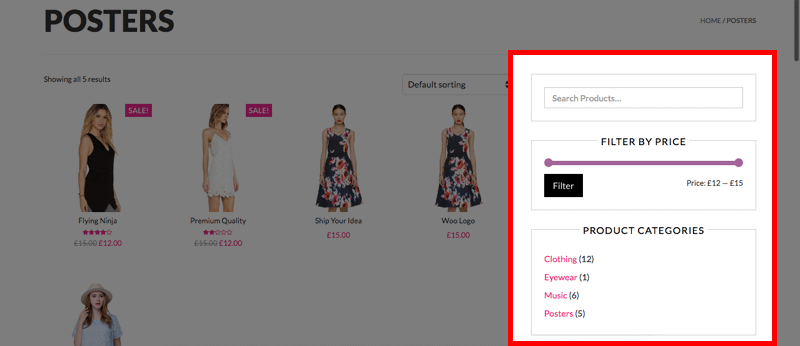 POSTERS
HOME / POSTERS
Showing all 5 results
Default sorting
SALE!
SALE!
Flying Ninja
£15.00 £12.00
Premium Quality
£15.00 £12.00
Ship Your Idea
£15.00
Woo Logo
£15.00
Search Products...
FILTER BY PRICE
Filter
Price: £12 — £15
PRODUCT CATEGORIES
Clothing (12)
Eyewear (1)
Music (6)
Posters (5)